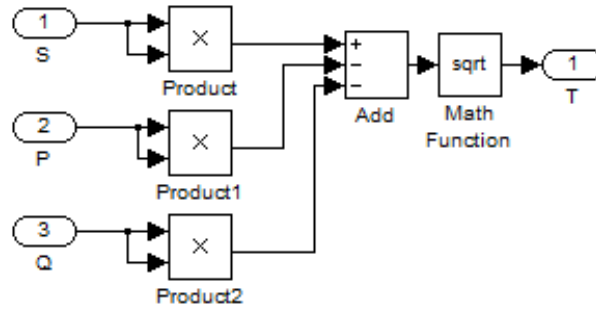 1
S
×
Product
+
−
−
Add
sqrt
Math
Function
1
T
2
P
×
Product1
3
Q
×
Product2